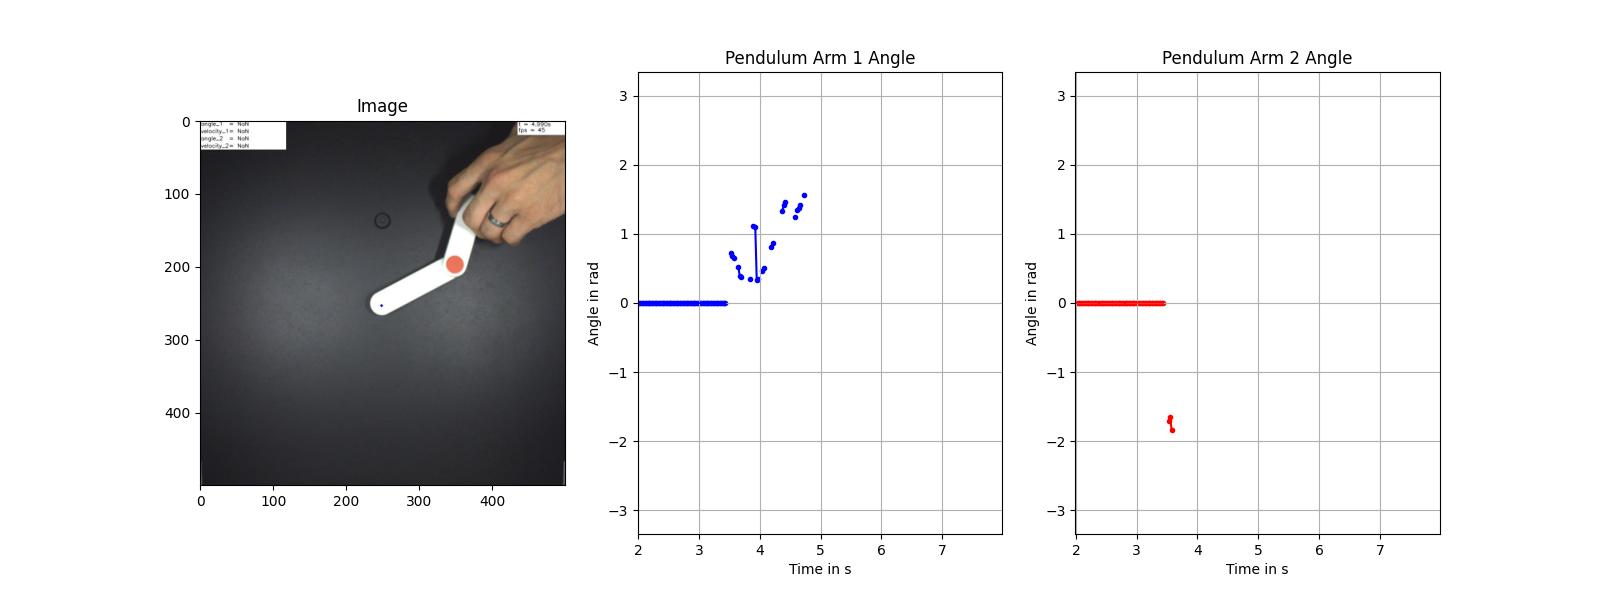 Image
angle_1 = NaN
velocity_1= NaN
angle_2 = NaN
velocity_2= NaN
t = 4.990s
fps = 45
0
100
200
300
400
0
100
200
300
400
Pendulum Arm 1 Angle
Angle in rad
3
2
1
0
−1
−2
−3
2
3
4
5
6
7
Time in s
Pendulum Arm 2 Angle
Angle in rad
3
2
1
0
−1
−2
−3
2
3
4
5
6
7
Time in s